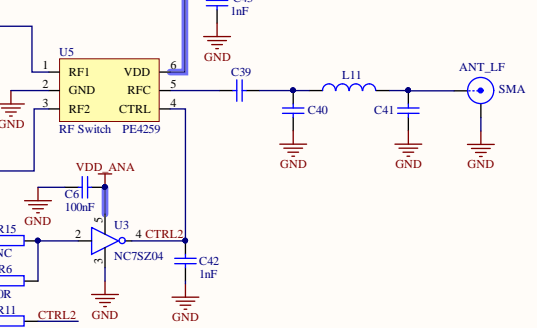 1nF
GND
U5
1 RF1 VDD 6
2 GND RFC 5
3 RF2 CTRL 4
RF Switch PE4259
GND
C39
L11
ANT_LF
SMA
C40
C41
GND
GND
GND
VDD_ANA
C6
100nF
GND
5
U3
2
4 CTRL2
NC7SZ04
3
GND
C42
1nF
GND
R15
NC
R6
0R
R11
CTRL2